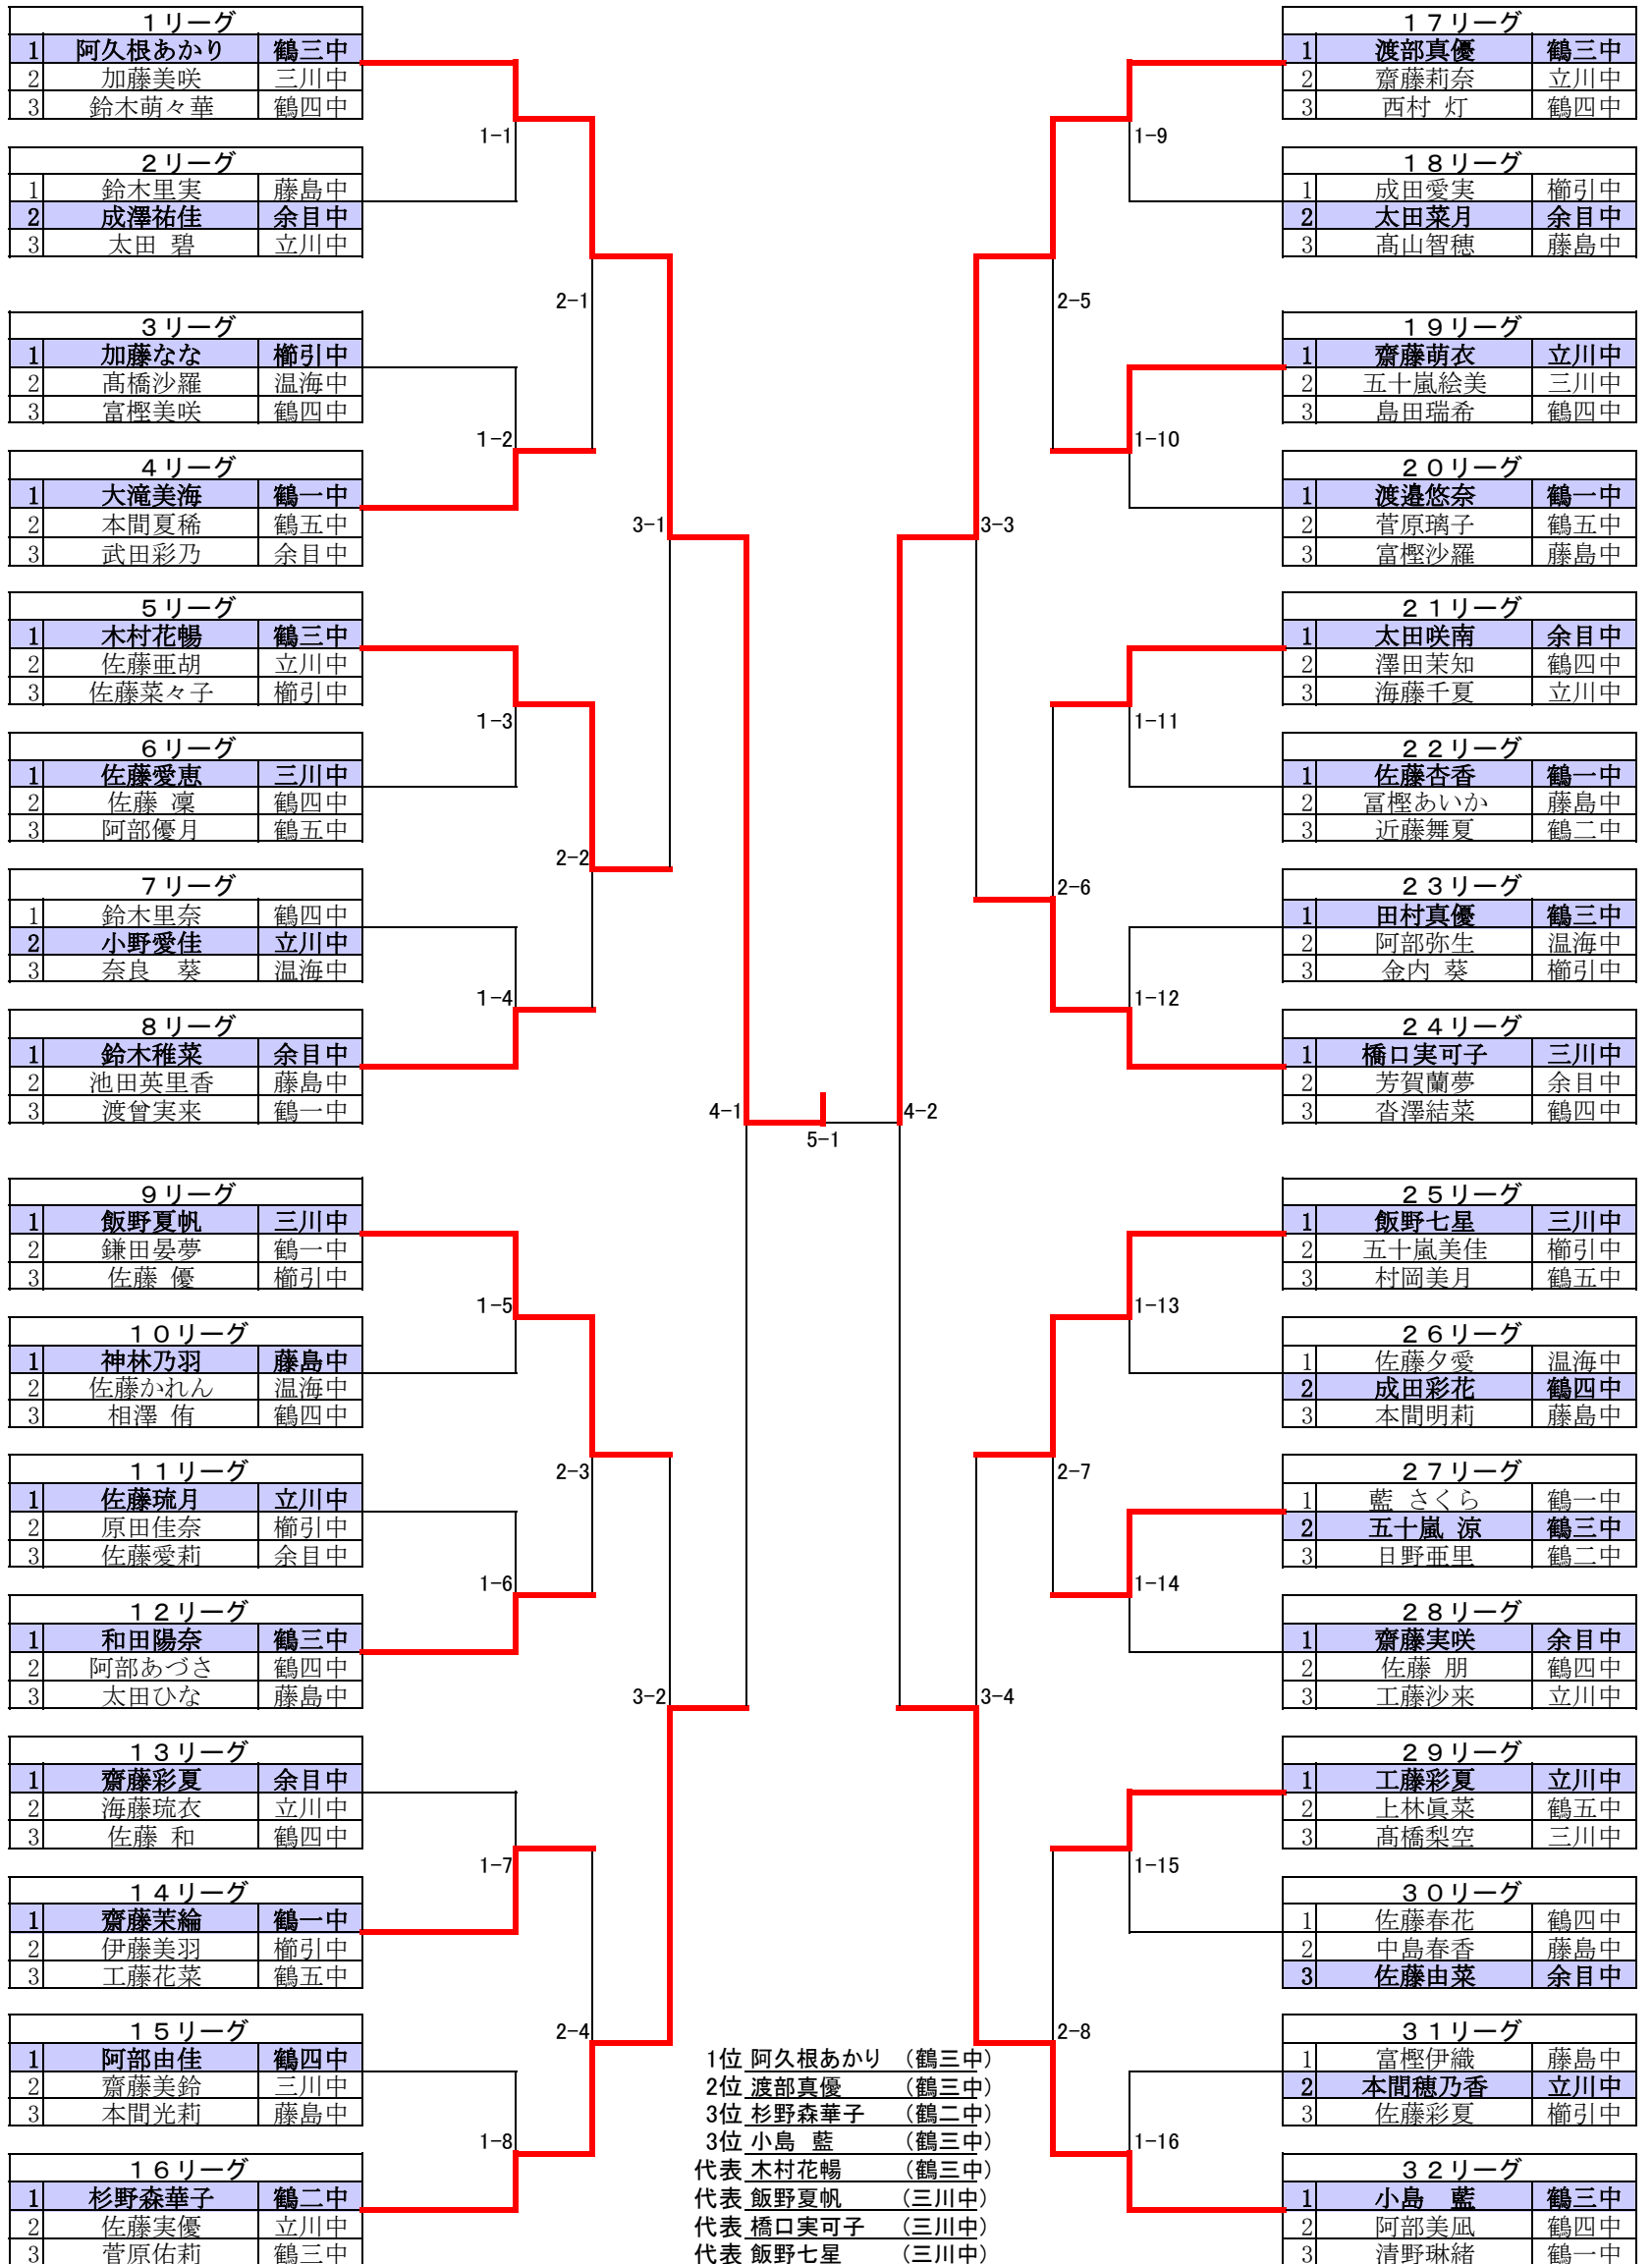 1リーグ
1 阿久根あかり 鶴三中
2 加藤美咲 三川中
3 鈴木萌々華 鶴四中
1-1
2リーグ
1 鈴木里実 藤島中
2 成澤祐佳 余目中
3 太田 碧 立川中
2-1
3リーグ
1 加藤なな 櫛引中
2 髙橋沙羅 温海中
3 富樫美咲 鶴四中
1-2
4リーグ
1 大滝美海 鶴一中
2 本間夏稀 鶴五中
3 武田彩乃 余目中
3-1
5リーグ
1 木村花暢 鶴三中
2 佐藤亜胡 立川中
3 佐藤菜々子 櫛引中
1-3
6リーグ
1 佐藤愛恵 三川中
2 佐藤 凜 鶴四中
3 阿部優月 鶴五中
2-2
7リーグ
1 鈴木里奈 鶴四中
2 小野愛佳 立川中
3 奈良 葵 温海中
1-4
8リーグ
1 鈴木稚菜 余目中
2 池田英里香 藤島中
3 渡會実来 鶴一中
4-1
9リーグ
1 飯野夏帆 三川中
2 鎌田晏夢 鶴一中
3 佐藤 優 櫛引中
1-5
10リーグ
1 神林乃羽 藤島中
2 佐藤かれん 温海中
3 相澤 侑 鶴四中
2-3
11リーグ
1 佐藤琉月 立川中
2 原田佳奈 櫛引中
3 佐藤愛莉 余目中
1-6
12リーグ
1 和田陽奈 鶴三中
2 阿部あづさ 鶴四中
3 太田ひな 藤島中
3-2
13リーグ
1 齋藤彩夏 余目中
2 海藤琉衣 立川中
3 佐藤 和 鶴四中
1-7
14リーグ
1 齋藤茉綸 鶴一中
2 伊藤美羽 櫛引中
3 工藤花菜 鶴五中
2-4
15リーグ
1 阿部由佳 鶴四中
2 齋藤美鈴 三川中
3 本間光莉 藤島中
1-8
16リーグ
1 杉野森華子 鶴二中
2 佐藤実優 立川中
3 菅原佑莉 鶴三中
5-1
1位 阿久根あかり (鶴三中)
2位 渡部真優 (鶴三中)
3位 杉野森華子 (鶴二中)
3位 小島 藍 (鶴三中)
代表 木村花暢 (鶴三中)
代表 飯野夏帆 (三川中)
代表 橋口実可子 (三川中)
代表 飯野七星 (三川中)
17リーグ
1 渡部真優 鶴三中
2 齋藤莉奈 立川中
3 西村 灯 鶴四中
1-9
18リーグ
1 成田愛実 櫛引中
2 太田菜月 余目中
3 髙山智穂 藤島中
2-5
19リーグ
1 齋藤萌衣 立川中
2 五十嵐絵美 三川中
3 島田瑞希 鶴四中
1-10
20リーグ
1 渡邉悠奈 鶴一中
2 菅原璃子 鶴五中
3 富樫沙羅 藤島中
3-3
21リーグ
1 太田咲南 余目中
2 澤田茉知 鶴四中
3 海藤千夏 立川中
1-11
22リーグ
1 佐藤杏香 鶴一中
2 冨樫あいか 藤島中
3 近藤舞夏 鶴二中
2-6
23リーグ
1 田村真優 鶴三中
2 阿部弥生 温海中
3 金内 葵 櫛引中
1-12
24リーグ
1 橋口実可子 三川中
2 芳賀蘭夢 余目中
3 沓澤結菜 鶴四中
4-2
25リーグ
1 飯野七星 三川中
2 五十嵐美佳 櫛引中
3 村岡美月 鶴五中
1-13
26リーグ
1 佐藤夕愛 温海中
2 成田彩花 鶴四中
3 本間明莉 藤島中
2-7
27リーグ
1 藍 さくら 鶴一中
2 五十嵐 涼 鶴三中
3 日野亜里 鶴二中
1-14
28リーグ
1 齋藤実咲 余目中
2 佐藤 朋 鶴四中
3 工藤沙来 立川中
3-4
29リーグ
1 工藤彩夏 立川中
2 上林眞菜 鶴五中
3 髙橋梨空 三川中
1-15
30リーグ
1 佐藤春花 鶴四中
2 中島春香 藤島中
3 佐藤由菜 余目中
2-8
31リーグ
1 富樫伊織 藤島中
2 本間穂乃香 立川中
3 佐藤彩夏 櫛引中
1-16
32リーグ
1 小島 藍 鶴三中
2 阿部美凪 鶴四中
3 清野琳緒 鶴一中